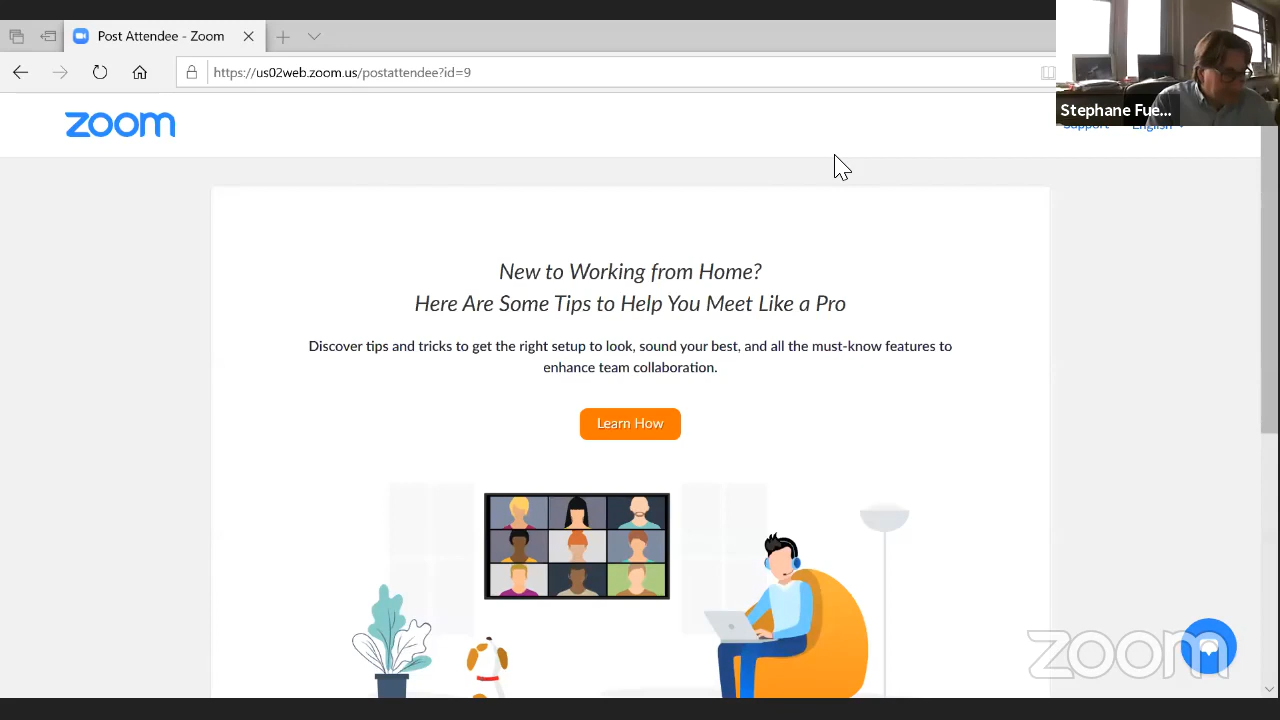 Post Attendee - Zoom
https://us02web.zoom.us/postattendee?id=9
Stephane Fue...
zoom
Support English
New to Working from Home?
Here Are Some Tips to Help You Meet Like a Pro
Discover tips and tricks to get the right setup to look, sound your best, and all the must-know features to
enhance team collaboration.
Learn How
zoom